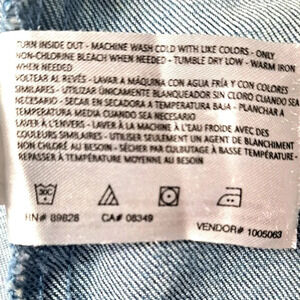 TURN INSIDE OUT - MACHINE WASH COLD WITH LIKE COLORS - ONLY
NON-CHLORINE BLEACH WHEN NEEDED - TUMBLE DRY LOW - WARM IRON
WHEN NEEDED
VOLTEAR AL REVÉS - LAVAR A MÁQUINA CON AGUA FRÍA Y CON COLORES
SIMILARES - UTILIZAR ÚNICAMENTE BLANQUEADOR SIN CLORO CUANDO SEA
NECESARIO - SECAR EN SECADORA A TEMPERATURA BAJA - PLANCHAR A
TEMPERATURA MEDIA CUANDO SEA NECESARIO
LAVER À L'ENVERS - LAVER À LA MACHINE À L'EAU FROIDE AVEC DES
COULEURS SIMILAIRES - UTILISER UN AGENT DE BLANCHIMENT
NON CHLORÉ AU BESOIN - SÉCHER PAR CULBUTAGE À BASSE TEMPÉRATURE
REPASSER À TEMPÉRATURE MOYENNE AU BESOIN
30C
RN# 89828 CA# 08349
VENDOR# 1005063